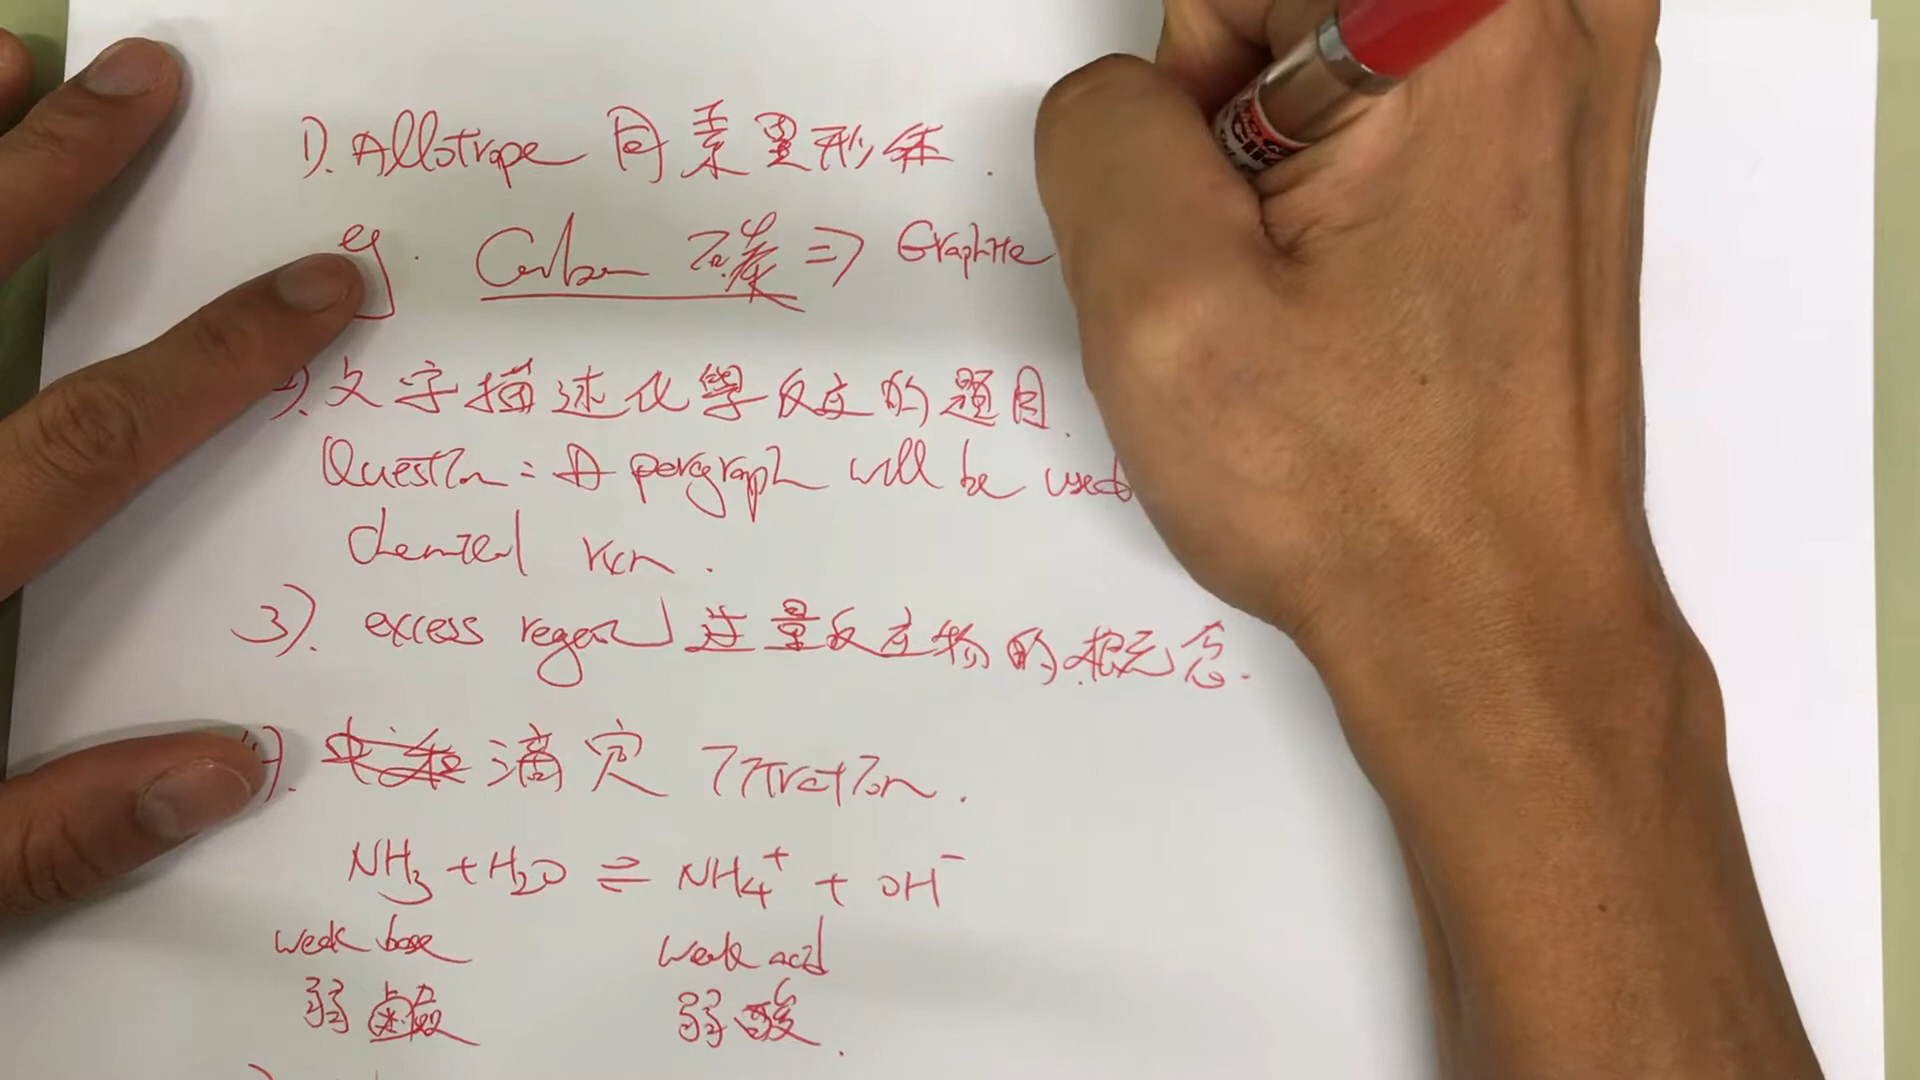 1). Allotrope 同素異形体.
eg. Carbon 碳 => Graphite
2). 文字描述化學反应的题目.
Question = A paragraph will be used
chemical rxn.
3). excess regent 过量反应物的概念.
4). 滴定 Titration.
NH3 + H2O ⇌ NH4+ + OH-
weak base weak acid
弱鹼 弱酸.